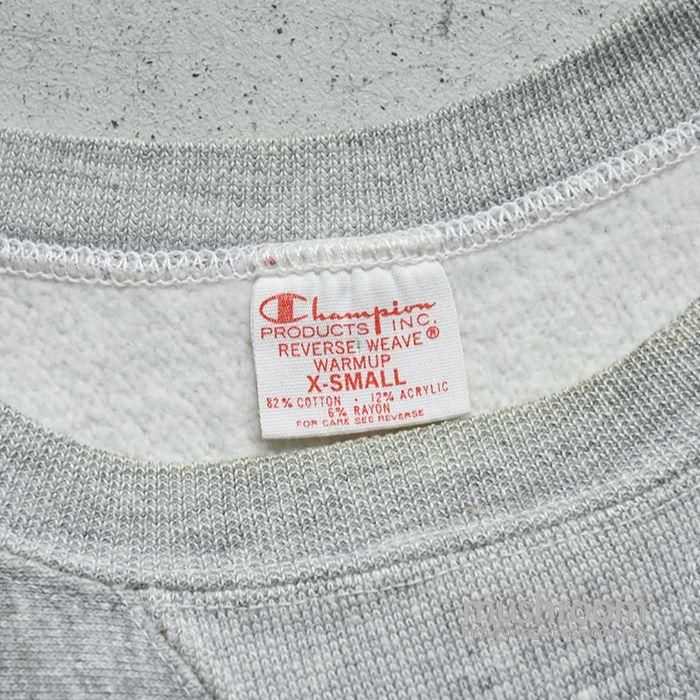 Champion
PRODUCTS INC.
REVERSE WEAVE®
WARMUP
X-SMALL
82% COTTON · 12% ACRYLIC
6% RAYON
FOR CARE SEE REVERSE
mushroom